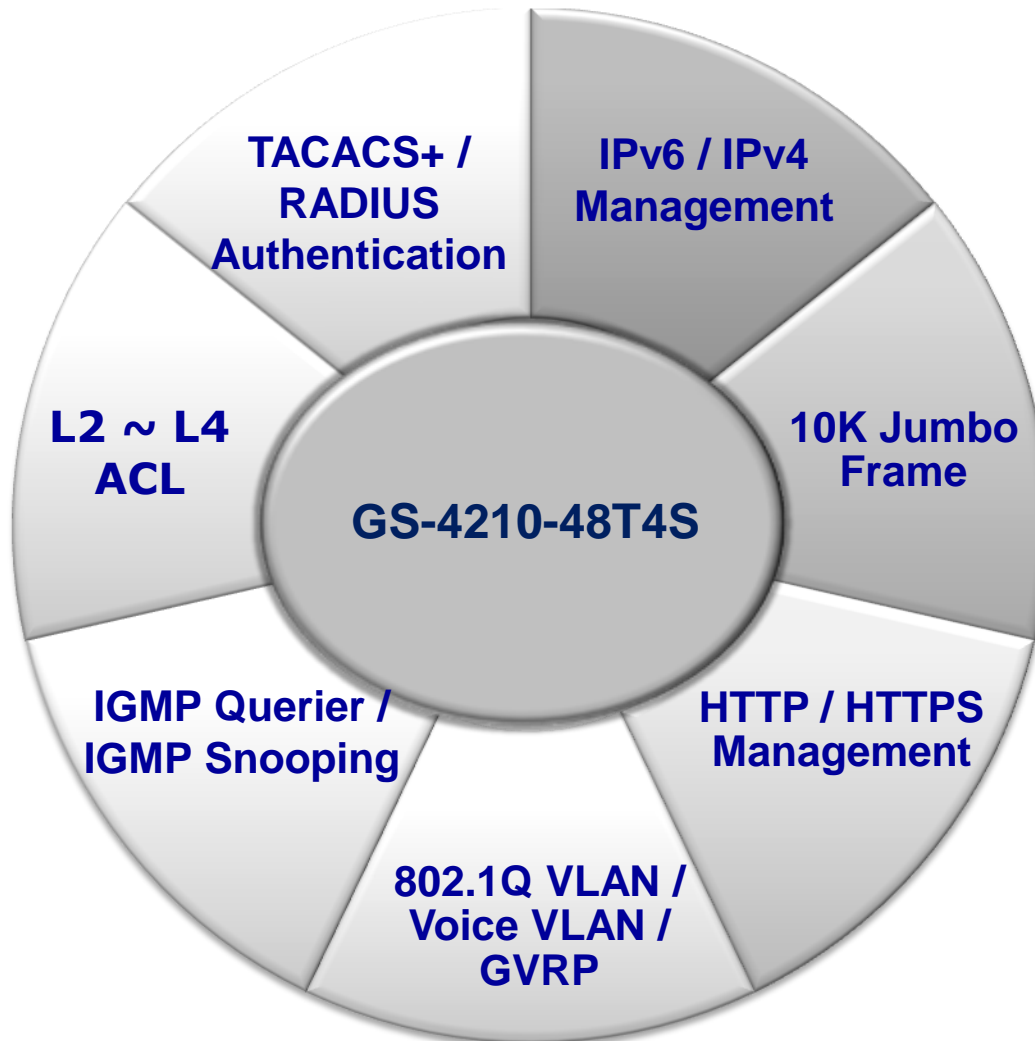 TACACS+ /
RADIUS
Authentication
IPv6 / IPv4
Management
L2 ~ L4
ACL
10K Jumbo
Frame
GS-4210-48T4S
IGMP Querier /
IGMP Snooping
HTTP / HTTPS
Management
802.1Q VLAN /
Voice VLAN /
GVRP